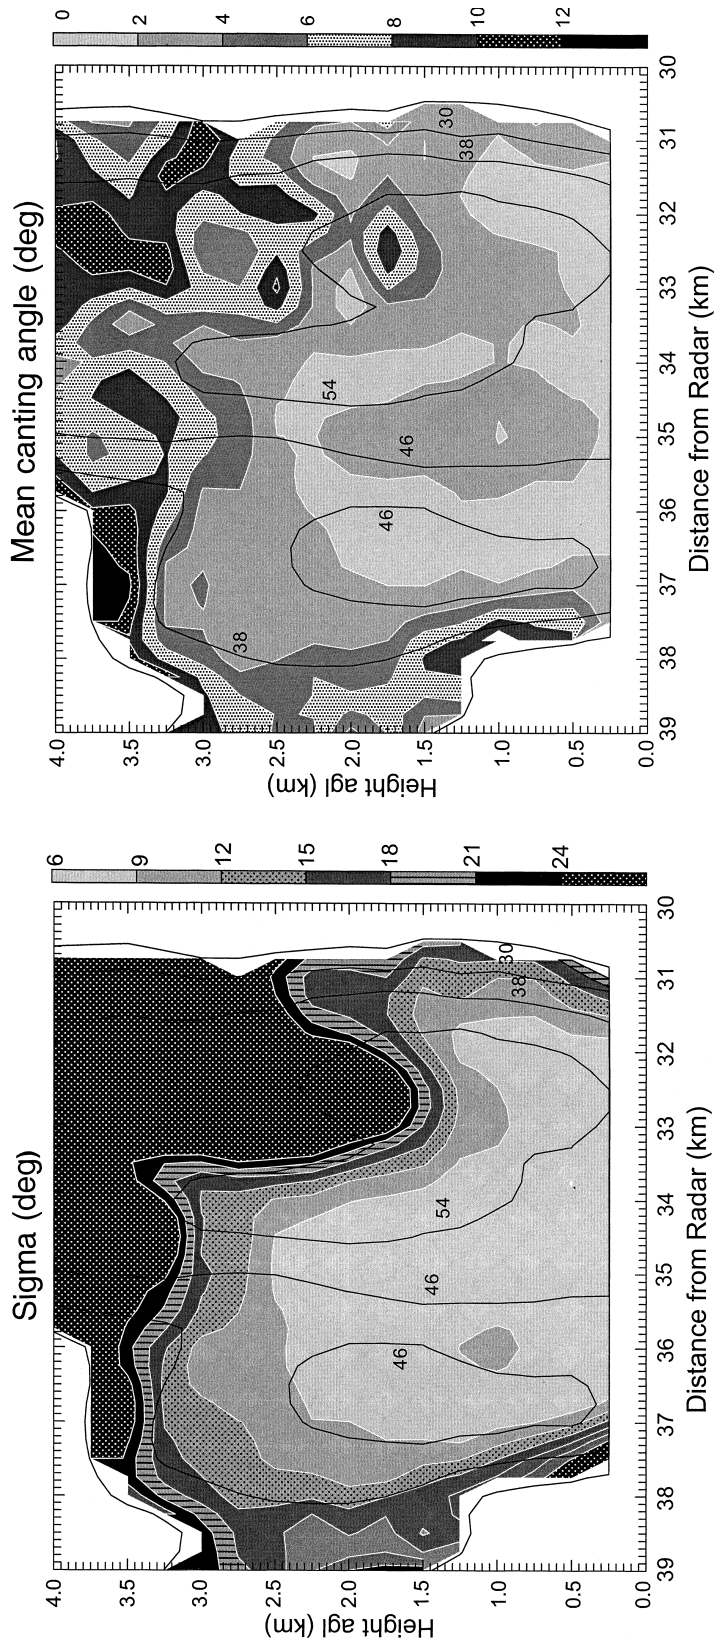 Mean canting angle (deg)
0 2 4 6 8 10 12
4.0
3.5
3.0
2.5
2.0
1.5
1.0
0.5
0.0
Height agl (km)
39 38 37 36 35 34 33 32 31 30
Distance from Radar (km)
38
46
46
54
38
30
Sigma (deg)
6 9 12 15 18 21 24
4.0
3.5
3.0
2.5
2.0
1.5
1.0
0.5
0.0
Height agl (km)
39 38 37 36 35 34 33 32 31 30
Distance from Radar (km)
46
46
54
38
30